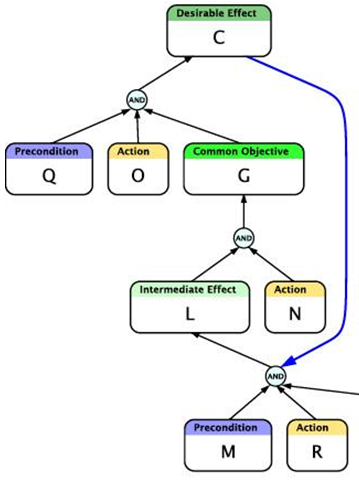 Desirable Effect
C
AND
Precondition
Q
Action
O
Common Objective
G
AND
Intermediate Effect
L
Action
N
AND
Precondition
M
Action
R